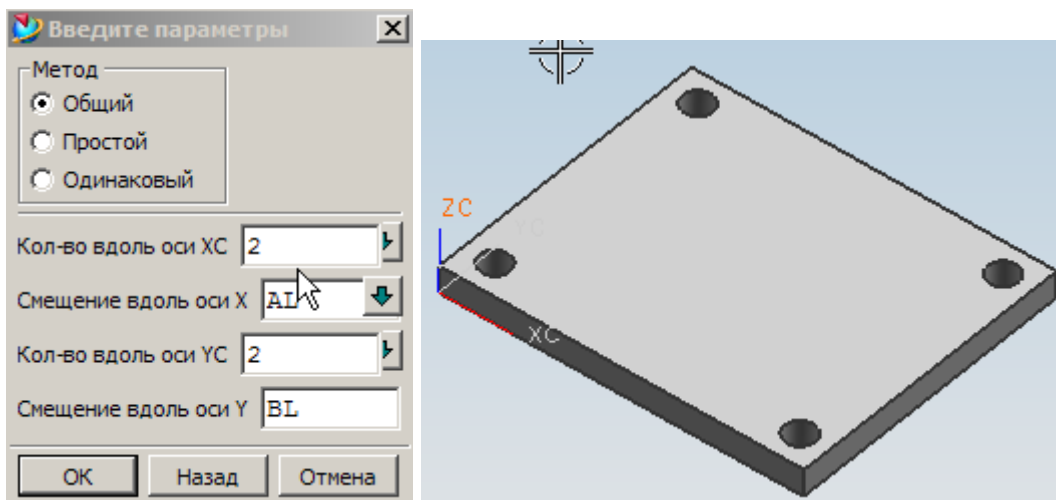 Введите параметры
Метод
Общий
Простой
Одинаковый
Кол-во вдоль оси XC 2
Смещение вдоль оси X AL
Кол-во вдоль оси YC 2
Смещение вдоль оси Y BL
ОК Назад Отмена
ZC
YC
XC